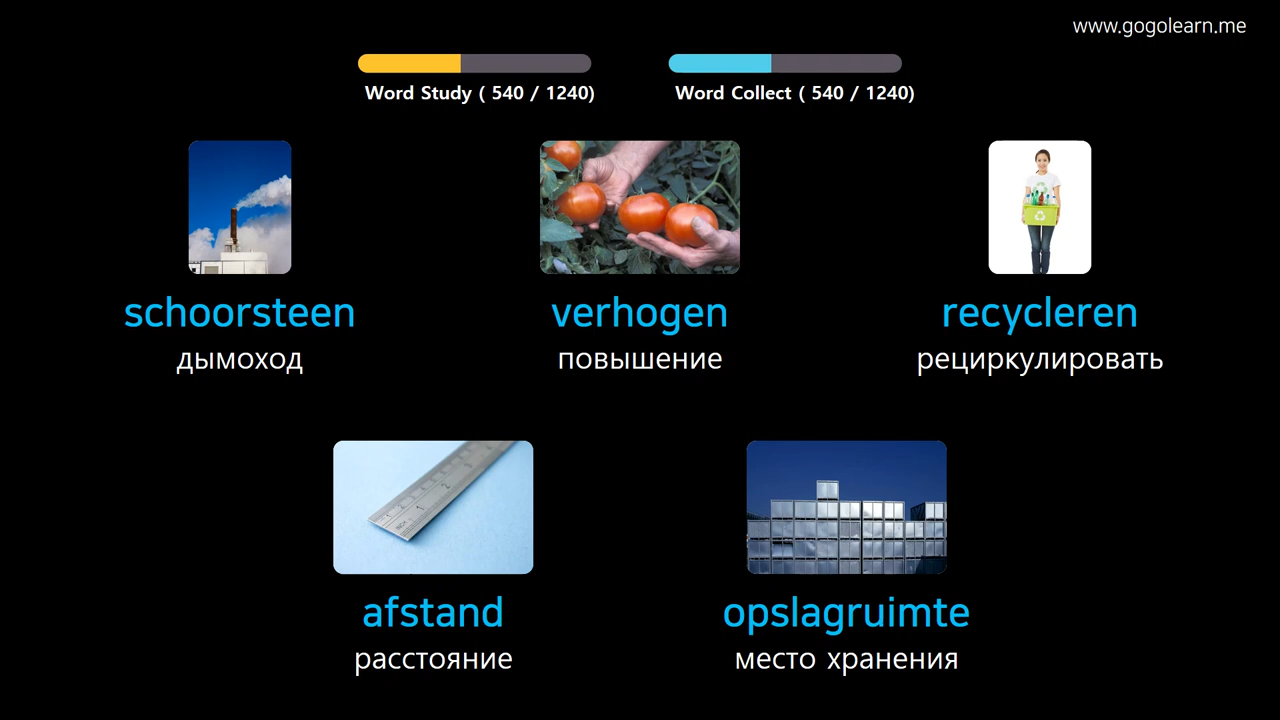 www.gogolearn.me
Word Study ( 540 / 1240)
Word Collect ( 540 / 1240)
schoorsteen
дымоход
verhogen
повышение
recycleren
рециркулировать
afstand
расстояние
opslagruimte
место хранения